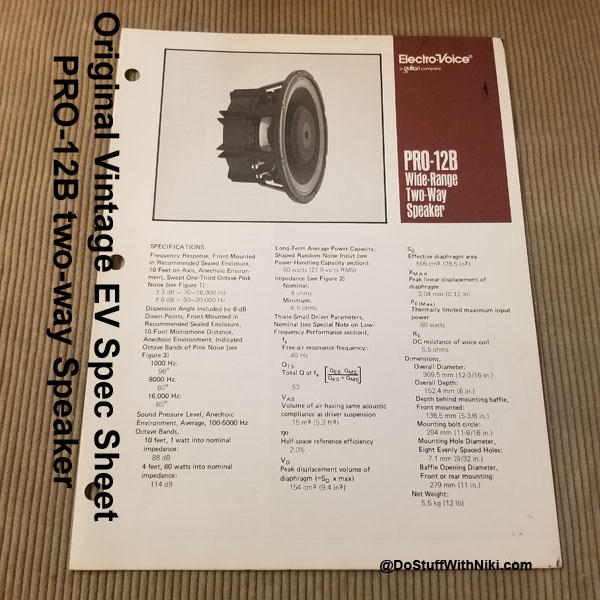 Original Vintage EV Spec Sheet
PRO-12B two-way Speaker
Electro-Voice®
a gulton company
PRO-12B
Wide-Range
Two-Way
Speaker
SPECIFICATIONS
Frequency Response, Front Mounted
in Recommended Sealed Enclosure,
10 Feet on Axis, Anechoic Environ-
ment, Swept One-Third Octave Pink
Noise (see Figure 1):
±3 dB – 70–16,000 Hz
±6 dB – 50–20,000 Hz
Dispersion Angle Included by 6-dB-
Down Points, Front-Mounted in
Recommended Sealed Enclosure,
10-Foot Microphone Distance,
Anechoic Environment, Indicated
Octave Bands of Pink Noise (see
Figure 3)
1000 Hz:
96°
8000 Hz:
60°
16,000 Hz:
60°
Sound Pressure Level, Anechoic
Environment, Average, 100-5000 Hz
Octave Bands,
10 feet, 1 watt into nominal
impedance:
88 dB
4 feet, 60 watts into nominal
impedance:
114 dB
Long-Term Average Power Capacity,
Shaped Random Noise Input (see
Power Handling Capacity section):
60 watts (21.9 volts RMS)
Impedance (see Figure 2)
Nominal:
8 ohms
Minimum:
6.5 ohms
Thiele-Small Driver Parameters,
Nominal (see Special Note on Low-
Frequency Performance section),
fs
Free-air resonance frequency:
40 Hz
QTS
Total Q at fs [QES QMS / QES + QMS]
.53
VAS
Volume of air having same acoustic
compliance as driver suspension
.15 m³ (5.3 ft³)
ηo
Half-space reference efficiency
2.0%
VD
Peak displacement volume of
diaphragm (=SD x max)
154 cm³ (9.4 in³)
SD
Effective diaphragm area
506 cm² (78.5 in²)
XMAX
Peak linear displacement of
diaphragm
3.04 mm (0.12 in)
PE(Max)
Thermally limited maximum input
power
60 watts
RE
DC resistance of voice coil
5.5 ohms
Dimensions,
Overall Diameter:
309.5 mm (12-3/16 in.)
Overall Depth:
152.4 mm (6 in.)
Depth behind mounting baffle,
Front mounted:
136.5 mm (5-3/8 in.)
Mounting bolt circle:
294 mm (11-9/16 in.)
Mounting Hole Diameter,
Eight Evenly Spaced Holes:
7.1 mm (9/32 in.)
Baffle Opening Diameter,
Front or rear mounting:
279 mm (11 in.)
Net Weight:
5.5 kg (12 lb)
@DoStuffWithNiki.com